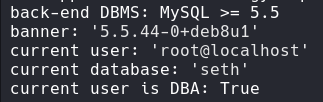 back-end DBMS: MySQL >= 5.5
banner: '5.5.44-0+deb8u1'
current user: 'root@localhost'
current database: 'seth'
current user is DBA: True